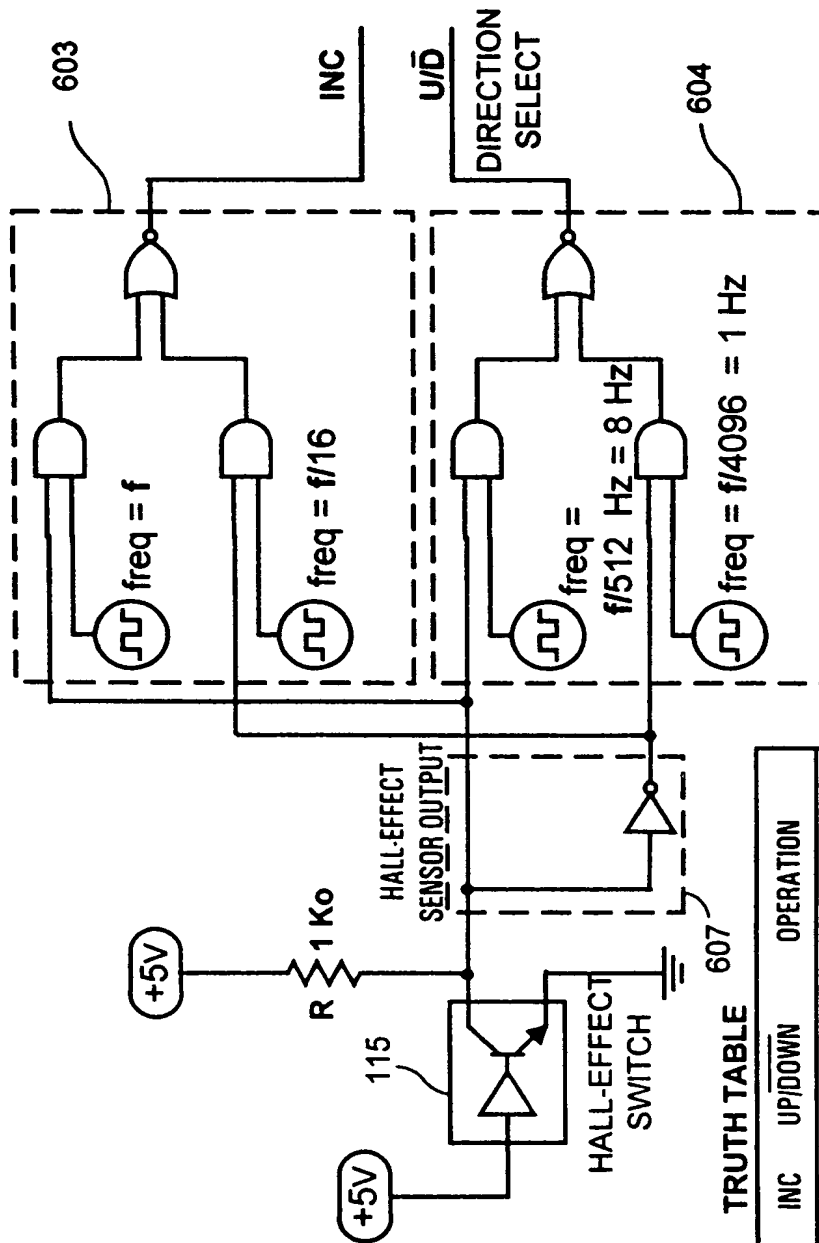 603
INC
U/D̅
DIRECTION
SELECT
604
freq = f
freq = f/16
freq =
f/512 Hz = 8 Hz
freq = f/4096 = 1 Hz
HALL-EFFECT
SENSOR OUTPUT
607
+5V
R
1 Ko
115
HALL-EFFECT
SWITCH
+5V
TRUTH TABLE
INC UP/D̅O̅W̅N̅ OPERATION